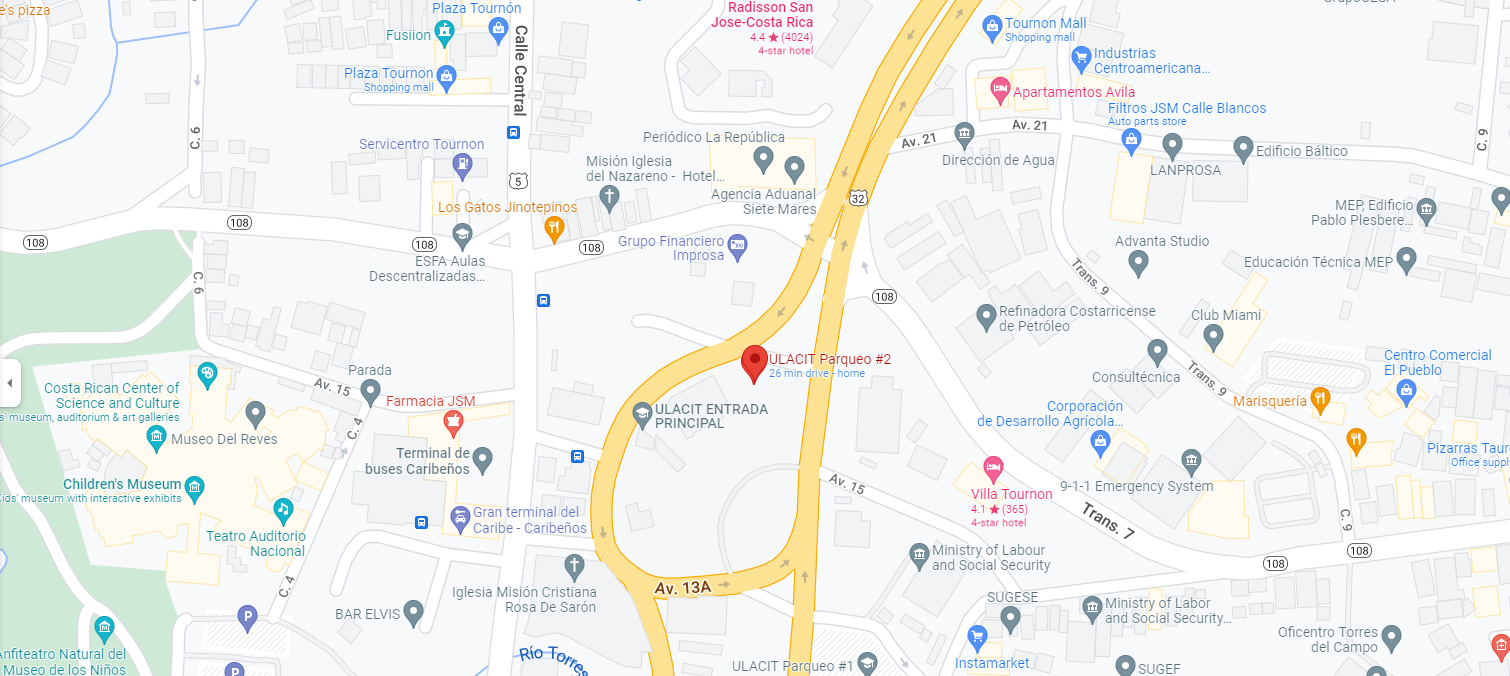 e's pizza
Plaza Tournón
Fusiion
Plaza Tournon
Shopping mall
Calle Central
Radisson San
Jose-Costa Rica
4.4 ★ (4024)
4-star hotel
Tournon Mall
Shopping mall
Industrias
Centroamericana...
Apartamentos Avila
Filtros JSM Calle Blancos
Auto parts store
C. 6
C. 9
Servicentro Tournon
Periódico La República
Av. 21
Av. 21
Dirección de Agua
LANPROSA
Edificio Báltico
Misión Iglesia
del Nazareno - Hotel...
5
Agencia Aduanal
Siete Mares
32
Los Gatos Jinotepinos
MEP, Edificio
Pablo Plesbere...
108
108
108
108
Grupo Financiero
Improsa
Advanta Studio
ESFA Aulas
Descentralizadas...
Educación Técnica MEP
C. 6
Trans. 9
108
Refinadora Costarricense
de Petróleo
Club Miami
ULACIT Parqueo #2
26 min drive - home
Centro Comercial
El Pueblo
Parada
Av. 15
Costa Rican Center of
Science and Culture
s' museum, auditorium & art galleries
Consultécnica
Trans. 9
Farmacia JSM
Marisquería
ULACIT ENTRADA
PRINCIPAL
Corporación
de Desarrollo Agrícola...
Museo Del Reves
C. 4
Terminal de
buses Caribeños
Pizarras Taur
Office supply
Children's Museum
Kids' museum with interactive exhibits
Av. 15
Villa Tournon
4.1 ★ (365)
4-star hotel
9-1-1 Emergency System
Gran terminal del
Caribe - Caribeños
Trans. 7
C. 9
Teatro Auditorio
Nacional
Ministry of Labour
and Social Security
108
108
C. 4
Av. 13A
Iglesia Misión Cristiana
Rosa De Sarón
SUGESE
BAR ELVIS
Ministry of Labor
and Social Security...
P
Oficentro Torres
del Campo
Anfiteatro Natural del
Museo de los Niños
Río Torres
ULACIT Parqueo #1
Instamarket
SUGEF
P